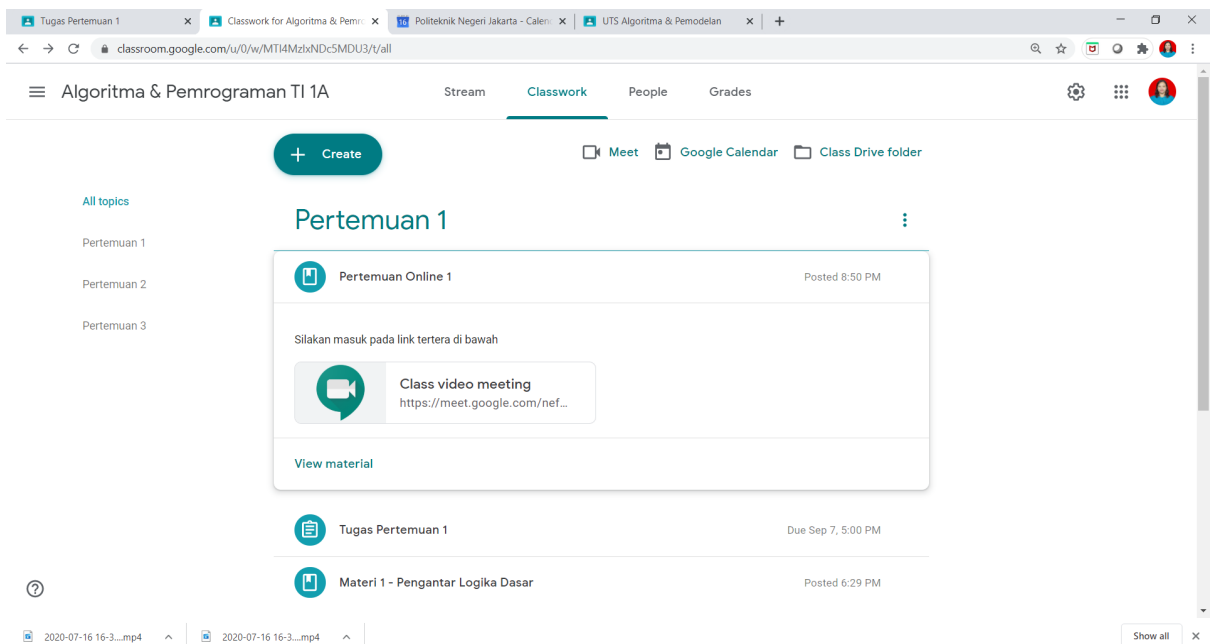 Tugas Pertemuan 1
Classwork for Algoritma & Pemro
Politeknik Negeri Jakarta - Calenc
UTS Algoritma & Pemodelan
classroom.google.com/u/0/w/MTI4MzIxNDc5MDU3/t/all
Algoritma & Pemrograman TI 1A
Stream
Classwork
People
Grades
Create
Meet
Google Calendar
Class Drive folder
All topics
Pertemuan 1
Pertemuan 2
Pertemuan 3
Pertemuan 1
Pertemuan Online 1
Posted 8:50 PM
Silakan masuk pada link tertera di bawah
Class video meeting
https://meet.google.com/nef...
View material
Tugas Pertemuan 1
Due Sep 7, 5:00 PM
Materi 1 - Pengantar Logika Dasar
Posted 6:29 PM
2020-07-16 16-3....mp4
2020-07-16 16-3....mp4
Show all